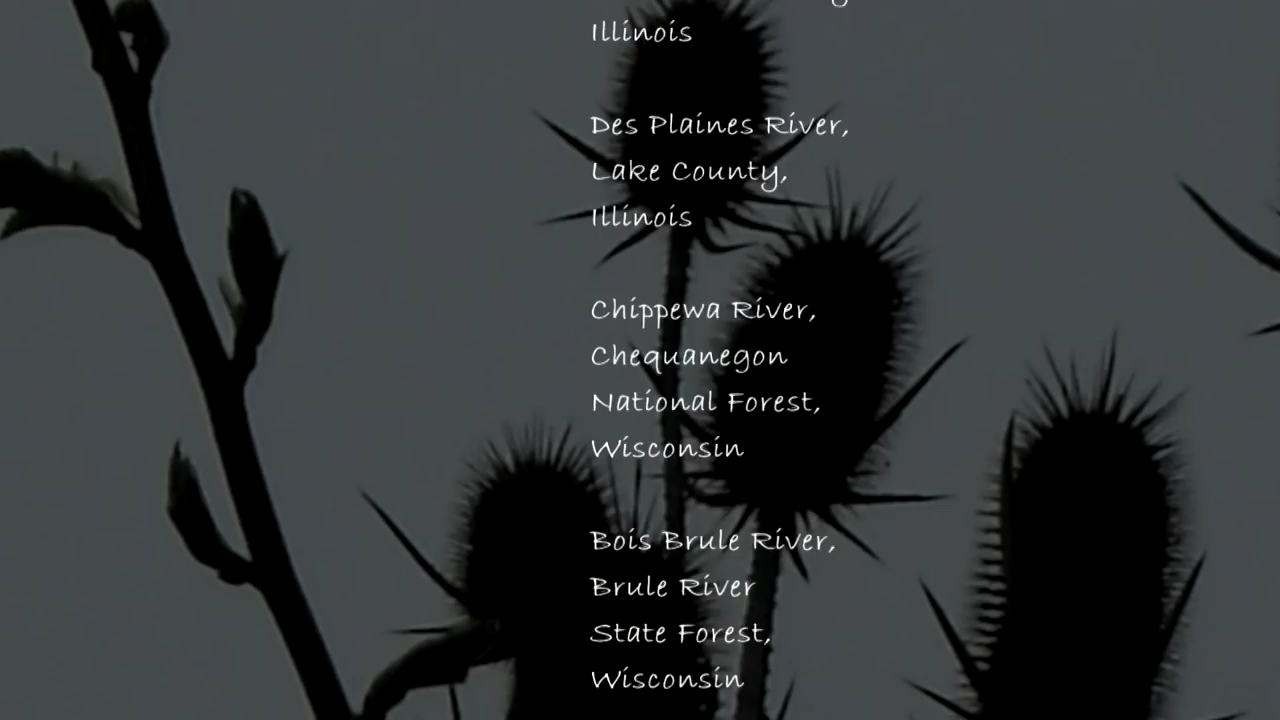 Illinois
Des Plaines River,
Lake County,
Illinois
Chippewa River,
Chequanegon
National Forest,
Wisconsin
Bois Brule River,
Brule River
State Forest,
Wisconsin